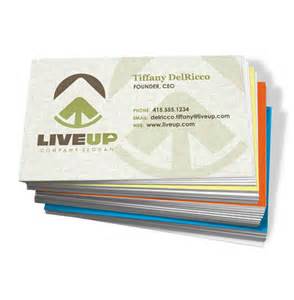 Tiffany DelRicco
FOUNDER, CEO
PHONE: 415.555.1234
EMAIL: delricco.tiffany@liveup.com
WEB: www.liveup.com
LIVEUP
COMPANY SLOGAN